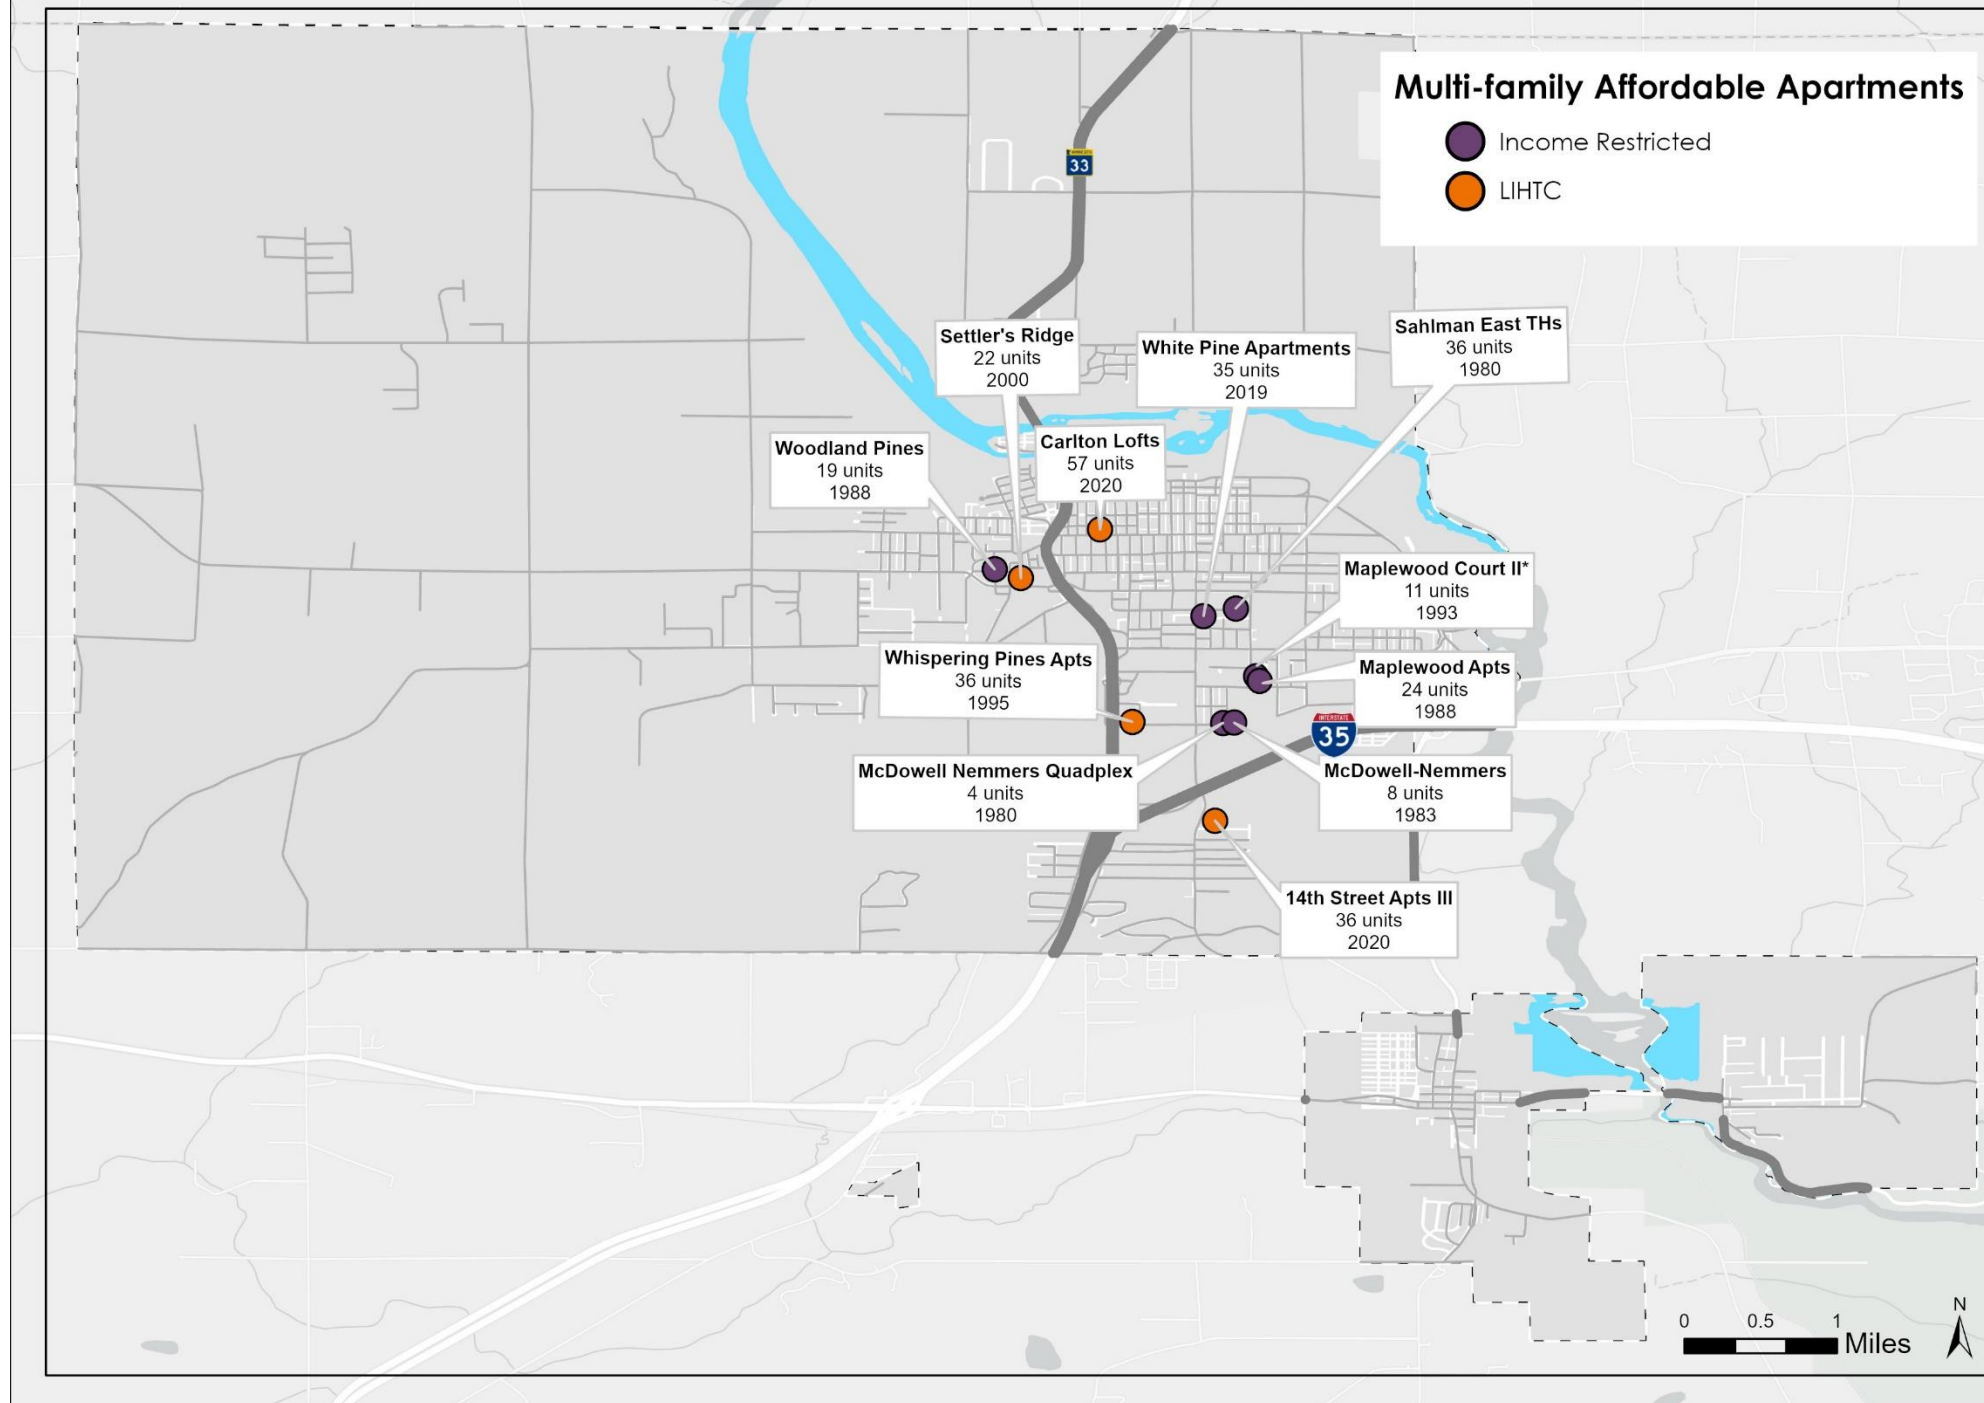 Multi-family Affordable Apartments
Income Restricted
LIHTC
33
Settler's Ridge
22 units
2000
White Pine Apartments
35 units
2019
Sahlman East THs
36 units
1980
Woodland Pines
19 units
1988
Carlton Lofts
57 units
2020
Maplewood Court II*
11 units
1993
Whispering Pines Apts
36 units
1995
Maplewood Apts
24 units
1988
INTERSTATE
35
McDowell Nemmers Quadplex
4 units
1980
McDowell-Nemmers
8 units
1983
14th Street Apts III
36 units
2020
0 0.5 1
Miles
N